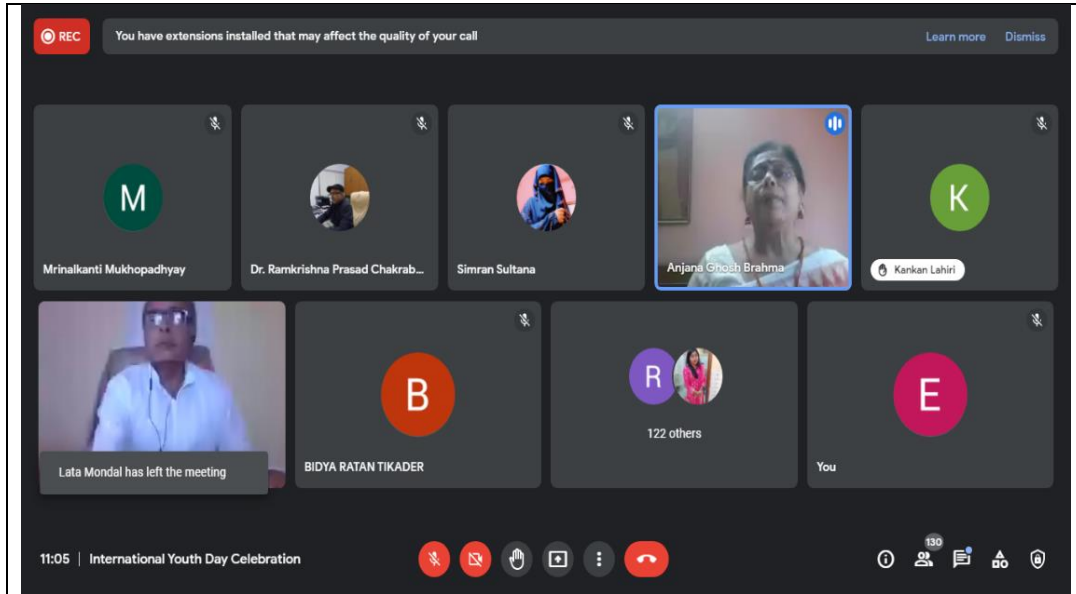 REC You have extensions installed that may affect the quality of your call Learn more Dismiss
M
K
Mrinalkanti Mukhopadhyay Dr. Ramkrishna Prasad Chakrab... Simran Sultana Anjana Ghosh Brahma Kankan Lahiri
B
R
E
122 others
Lata Mondal has left the meeting BIDYA RATAN TIKADER You
11:05 | International Youth Day Celebration 130